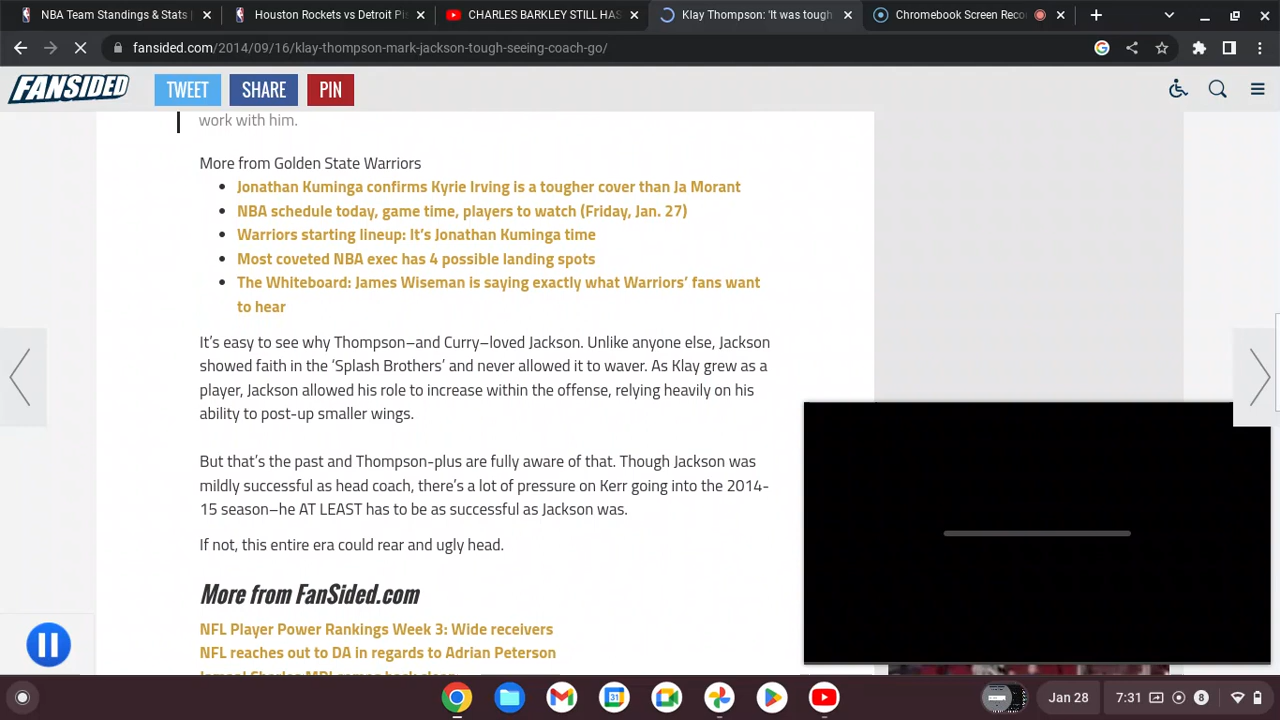 NBA Team Standings & Stats |
Houston Rockets vs Detroit Pi
CHARLES BARKLEY STILL HAS
Klay Thompson: 'It was tough
Chromebook Screen Reco
fansided.com/2014/09/16/klay-thompson-mark-jackson-tough-seeing-coach-go/
FANSIDED
TWEET
SHARE
PIN
work with him.
More from Golden State Warriors
Jonathan Kuminga confirms Kyrie Irving is a tougher cover than Ja Morant
NBA schedule today, game time, players to watch (Friday, Jan. 27)
Warriors starting lineup: It's Jonathan Kuminga time
Most coveted NBA exec has 4 possible landing spots
The Whiteboard: James Wiseman is saying exactly what Warriors' fans want
to hear
It's easy to see why Thompson–and Curry–loved Jackson. Unlike anyone else, Jackson
showed faith in the 'Splash Brothers' and never allowed it to waver. As Klay grew as a
player, Jackson allowed his role to increase within the offense, relying heavily on his
ability to post-up smaller wings.
But that's the past and Thompson-plus are fully aware of that. Though Jackson was
mildly successful as head coach, there's a lot of pressure on Kerr going into the 2014-
15 season–he AT LEAST has to be as successful as Jackson was.
If not, this entire era could rear and ugly head.
More from FanSided.com
NFL Player Power Rankings Week 3: Wide receivers
NFL reaches out to DA in regards to Adrian Peterson
31
Jan 28
7:31
8